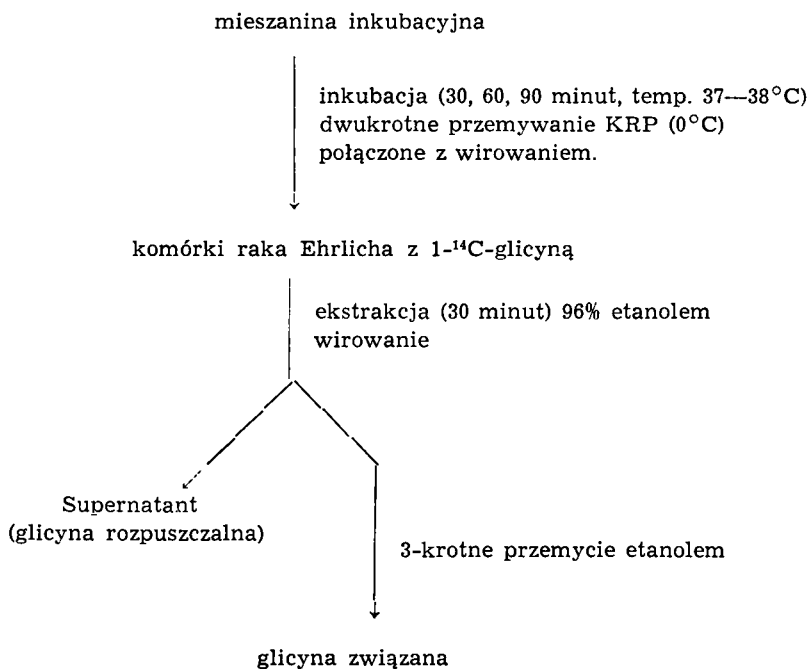 mieszanina inkubacyjna
inkubacja (30, 60, 90 minut, temp. 37—38°C)
dwukrotne przemywanie KRP (0°C)
połączone z wirowaniem.
komórki raka Ehrlicha z 1-¹⁴C-glicyną
ekstrakcja (30 minut) 96% etanolem
wirowanie
Supernatant
(glicyna rozpuszczalna)
3-krotne przemycie etanolem
glicyna związana